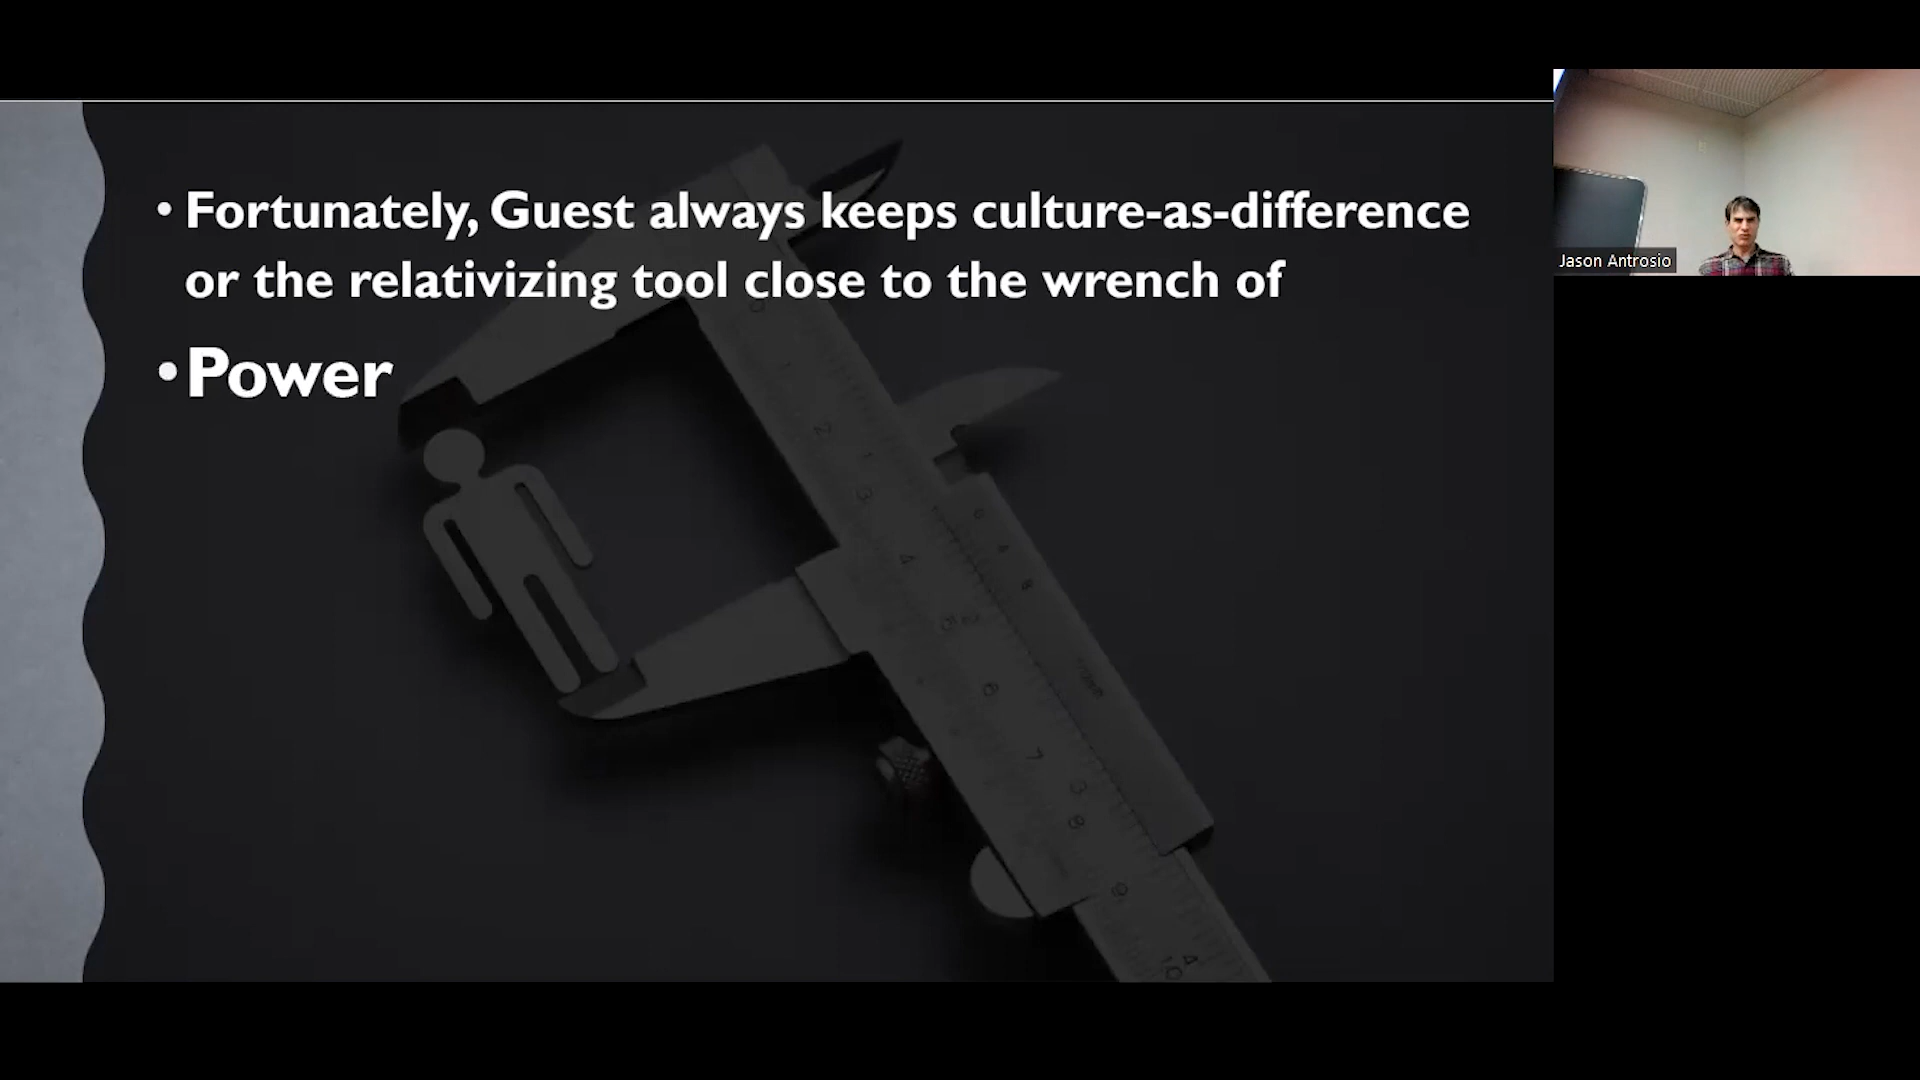 • Fortunately, Guest always keeps culture-as-difference
or the relativizing tool close to the wrench of
• Power
Jason Antrosio